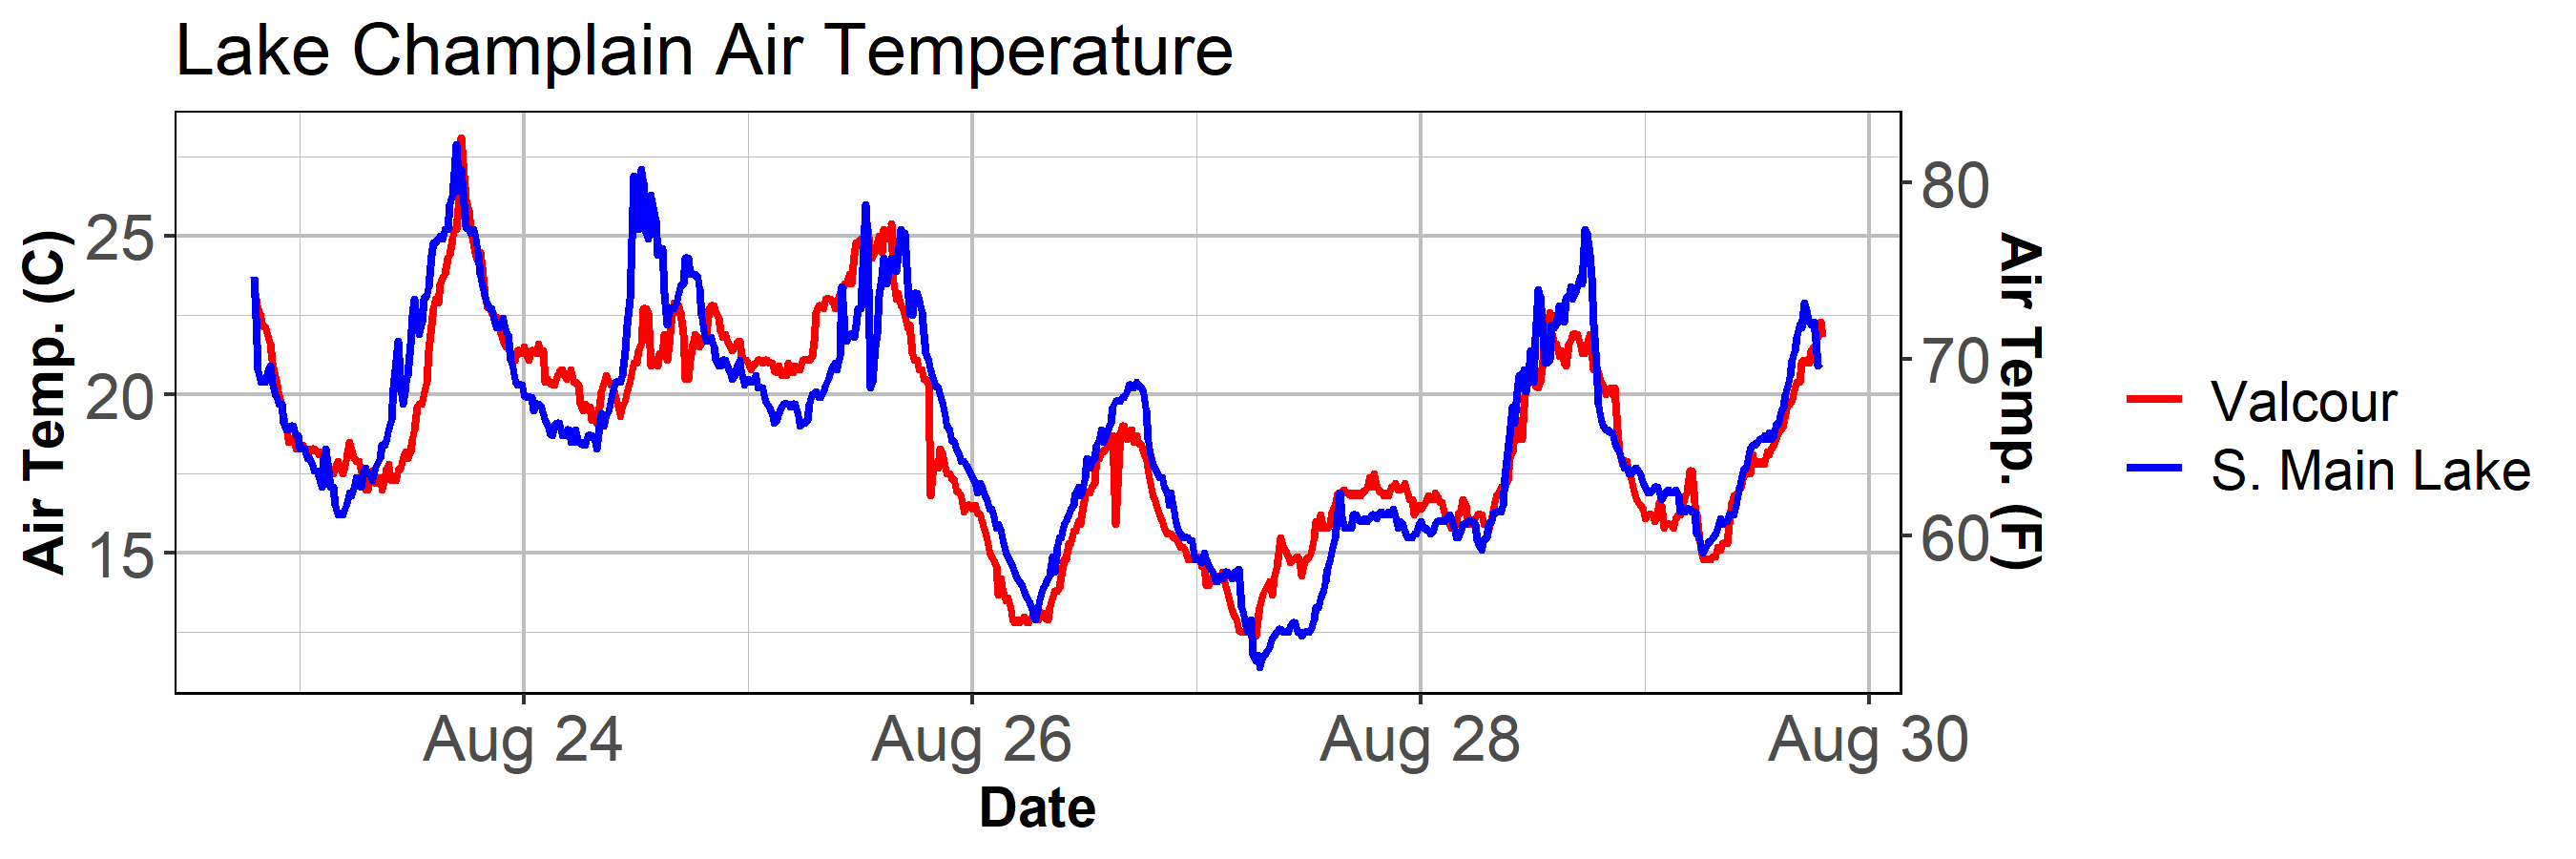 Lake Champlain Air Temperature
Air Temp. (C)
25
20
15
80
70
60
Air Temp. (F)
Aug 24
Aug 26
Aug 28
Aug 30
Date
Valcour
S. Main Lake